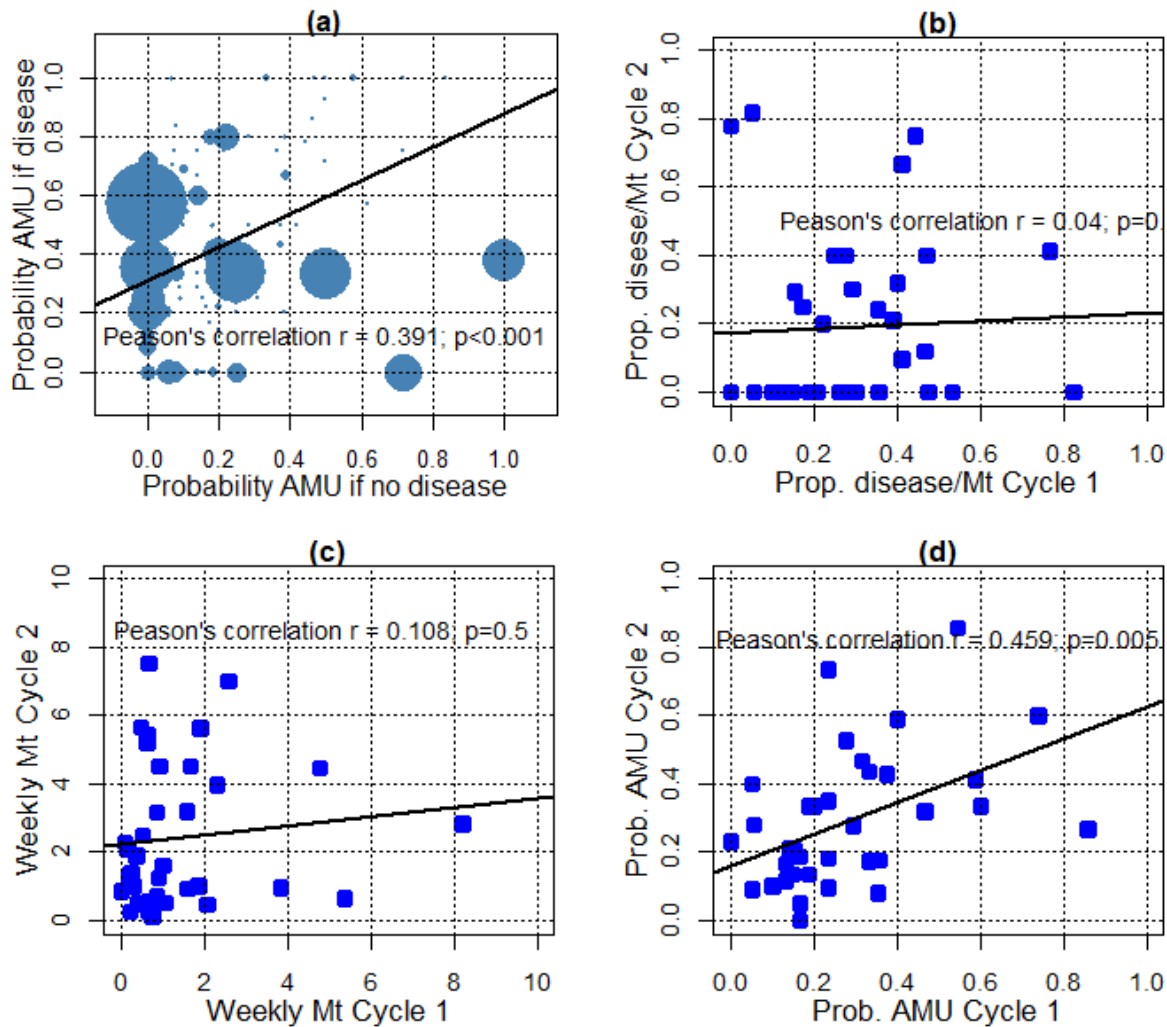 (a)
Probability AMU if disease
1.0
0.8
0.6
0.4
0.2
0.0
Peason's correlation r = 0.391; p<0.001
0.0 0.2 0.4 0.6 0.8 1.0
Probability AMU if no disease
(b)
Prop. disease/Mt Cycle 2
1.0
0.8
0.6
0.4
0.2
0.0
Peason's correlation r = 0.04; p=0.
0.0 0.2 0.4 0.6 0.8 1.0
Prop. disease/Mt Cycle 1
(c)
Weekly Mt Cycle 2
10
8
6
4
2
0
Peason's correlation r = 0.108; p=0.5
0 2 4 6 8 10
Weekly Mt Cycle 1
(d)
Prob. AMU Cycle 2
1.0
0.8
0.6
0.4
0.2
0.0
Peason's correlation r = 0.459; p=0.005
0.0 0.2 0.4 0.6 0.8 1.0
Prob. AMU Cycle 1